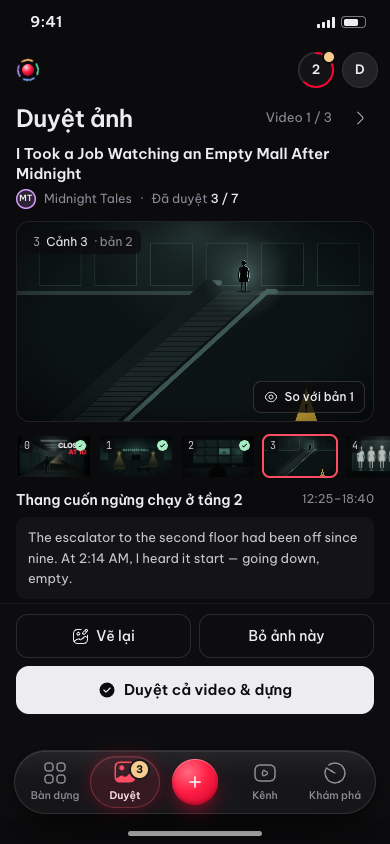 9:41
2
D
Duyệt ảnh
Video 1 / 3
I Took a Job Watching an Empty Mall After
Midnight
MT Midnight Tales · Đã duyệt 3 / 7
3 Cảnh 3 · bản 2
So với bản 1
0 1 2 3 4
Thang cuốn ngừng chạy ở tầng 2
12:25–18:40
The escalator to the second floor had been off since
nine. At 2:14 AM, I heard it start — going down,
empty.
Vẽ lại
Bỏ ảnh này
Duyệt cả video & dựng
3
Bàn dựng
Duyệt
Kênh
Khám phá